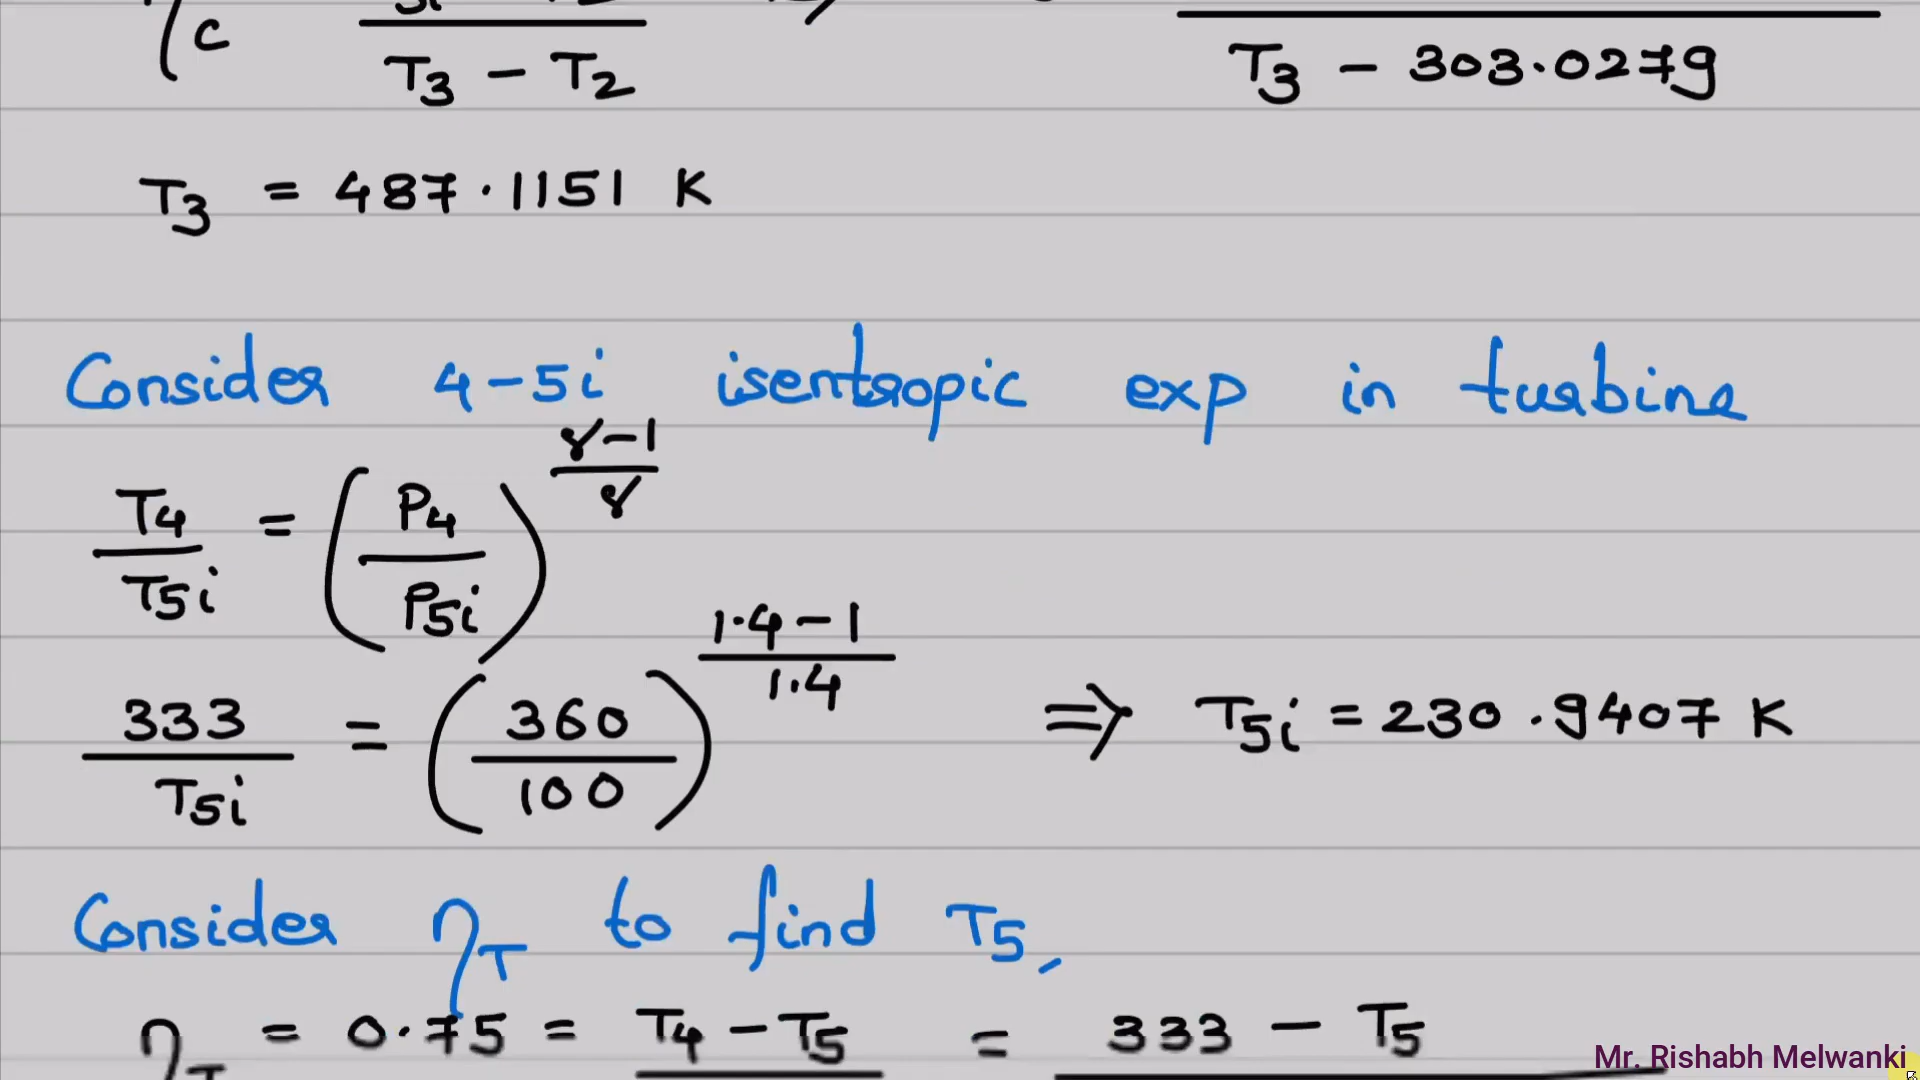 ηc T3 - T2 T3 - 303.0279
T3 = 487.1151 K
Consider 4-5i isentropic exp in turbine
T4/T5i = (P4/P5i)^(γ-1/γ)
333/T5i = (360/100)^(1.4-1/1.4) ⇒ T5i = 230.9407 K
Consider ηT to find T5,
ηT = 0.75 = T4 - T5 = 333 - T5
Mr. Rishabh Melwanki